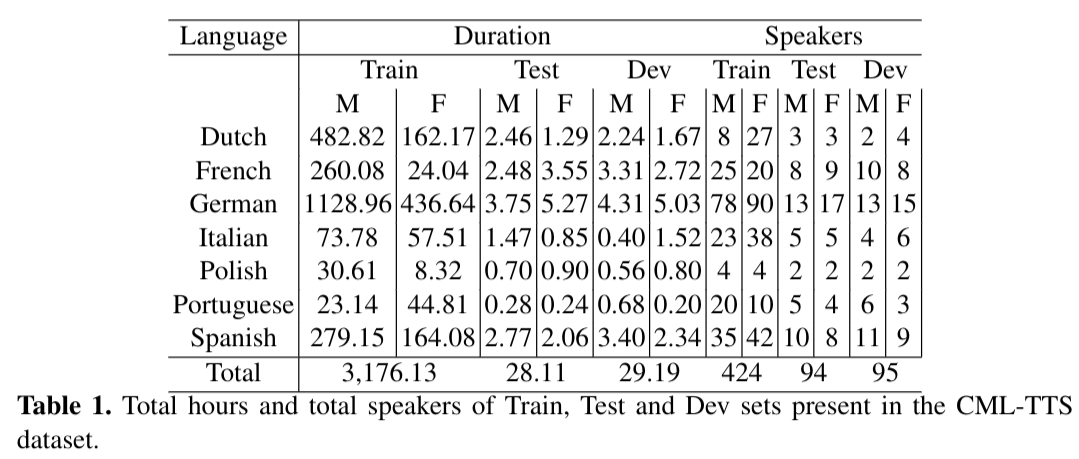 Language Duration Speakers
Train Test Dev Train Test Dev
M F M F M F M F M F M F
Dutch 482.82 162.17 2.46 1.29 2.24 1.67 8 27 3 3 2 4
French 260.08 24.04 2.48 3.55 3.31 2.72 25 20 8 9 10 8
German 1128.96 436.64 3.75 5.27 4.31 5.03 78 90 13 17 13 15
Italian 73.78 57.51 1.47 0.85 0.40 1.52 23 38 5 5 4 6
Polish 30.61 8.32 0.70 0.90 0.56 0.80 4 4 2 2 2 2
Portuguese 23.14 44.81 0.28 0.24 0.68 0.20 20 10 5 4 6 3
Spanish 279.15 164.08 2.77 2.06 3.40 2.34 35 42 10 8 11 9
Total 3,176.13 28.11 29.19 424 94 95
Table 1. Total hours and total speakers of Train, Test and Dev sets present in the CML-TTS
dataset.